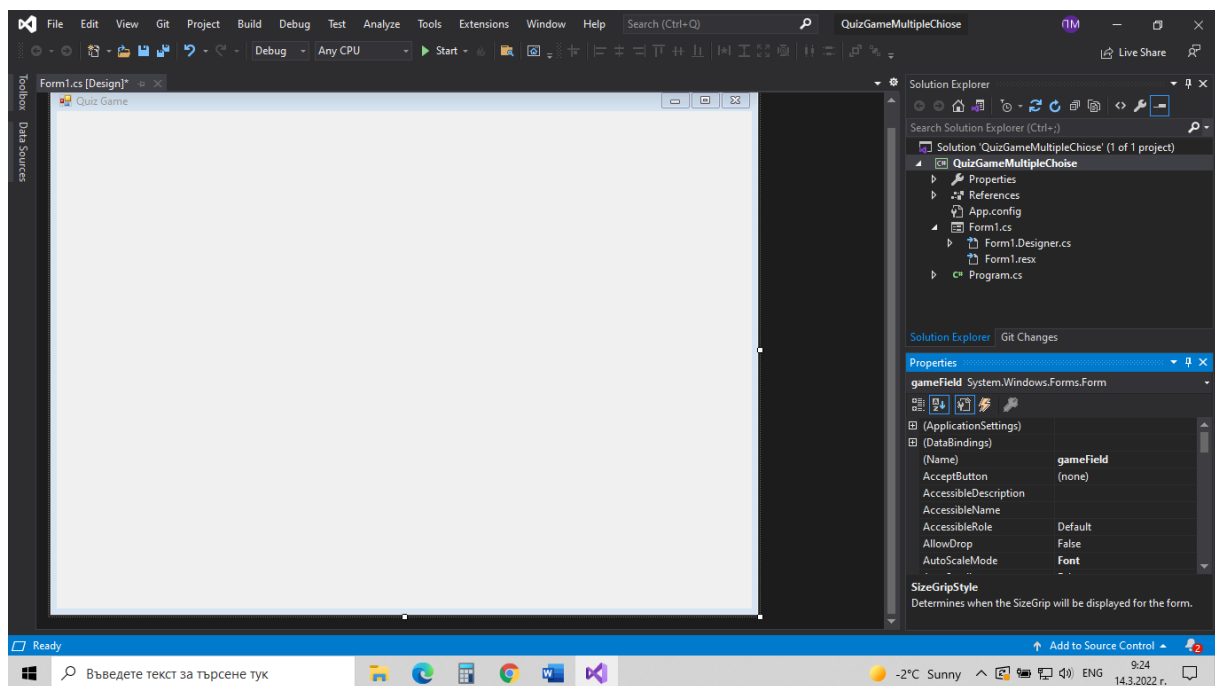 File Edit View Git Project Build Debug Test Analyze Tools Extensions Window Help Search (Ctrl+Q) QuizGameMultipleChiose ПМ
Debug Any CPU Start Live Share
Toolbox
Data Sources
Form1.cs [Design]*
Quiz Game
Solution Explorer
Search Solution Explorer (Ctrl+;)
Solution 'QuizGameMultipleChiose' (1 of 1 project)
QuizGameMultipleChoise
Properties
References
App.config
Form1.cs
Form1.Designer.cs
Form1.resx
C# Program.cs
Solution Explorer Git Changes
Properties
gameField System.Windows.Forms.Form
(ApplicationSettings)
(DataBindings)
(Name) gameField
AcceptButton (none)
AccessibleDescription
AccessibleName
AccessibleRole Default
AllowDrop False
AutoScaleMode Font
SizeGripStyle
Determines when the SizeGrip will be displayed for the form.
Ready Add to Source Control 2
Въведете текст за търсене тук -2°C Sunny ENG 9:24
14.3.2022 г.